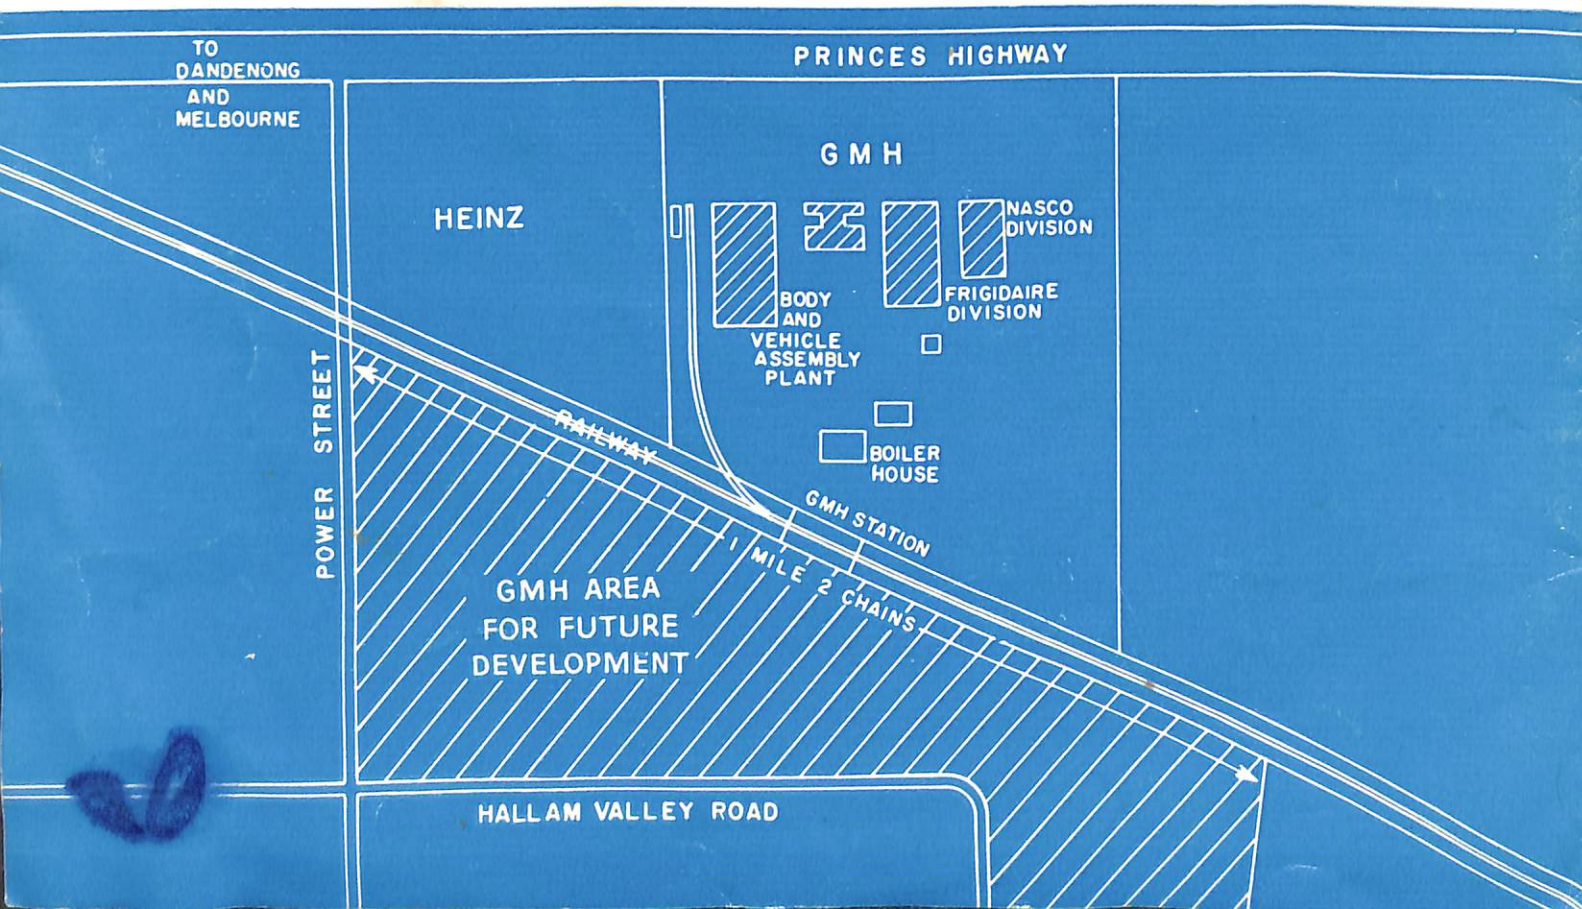 TO
DANDENONG
AND
MELBOURNE
PRINCES HIGHWAY
GMH
HEINZ
NASCO
DIVISION
FRIGIDAIRE
DIVISION
BODY
AND
VEHICLE
ASSEMBLY
PLANT
BOILER
HOUSE
POWER STREET
RAILWAY
GMH STATION
1 MILE 2 CHAINS
GMH AREA
FOR FUTURE
DEVELOPMENT
HALLAM VALLEY ROAD